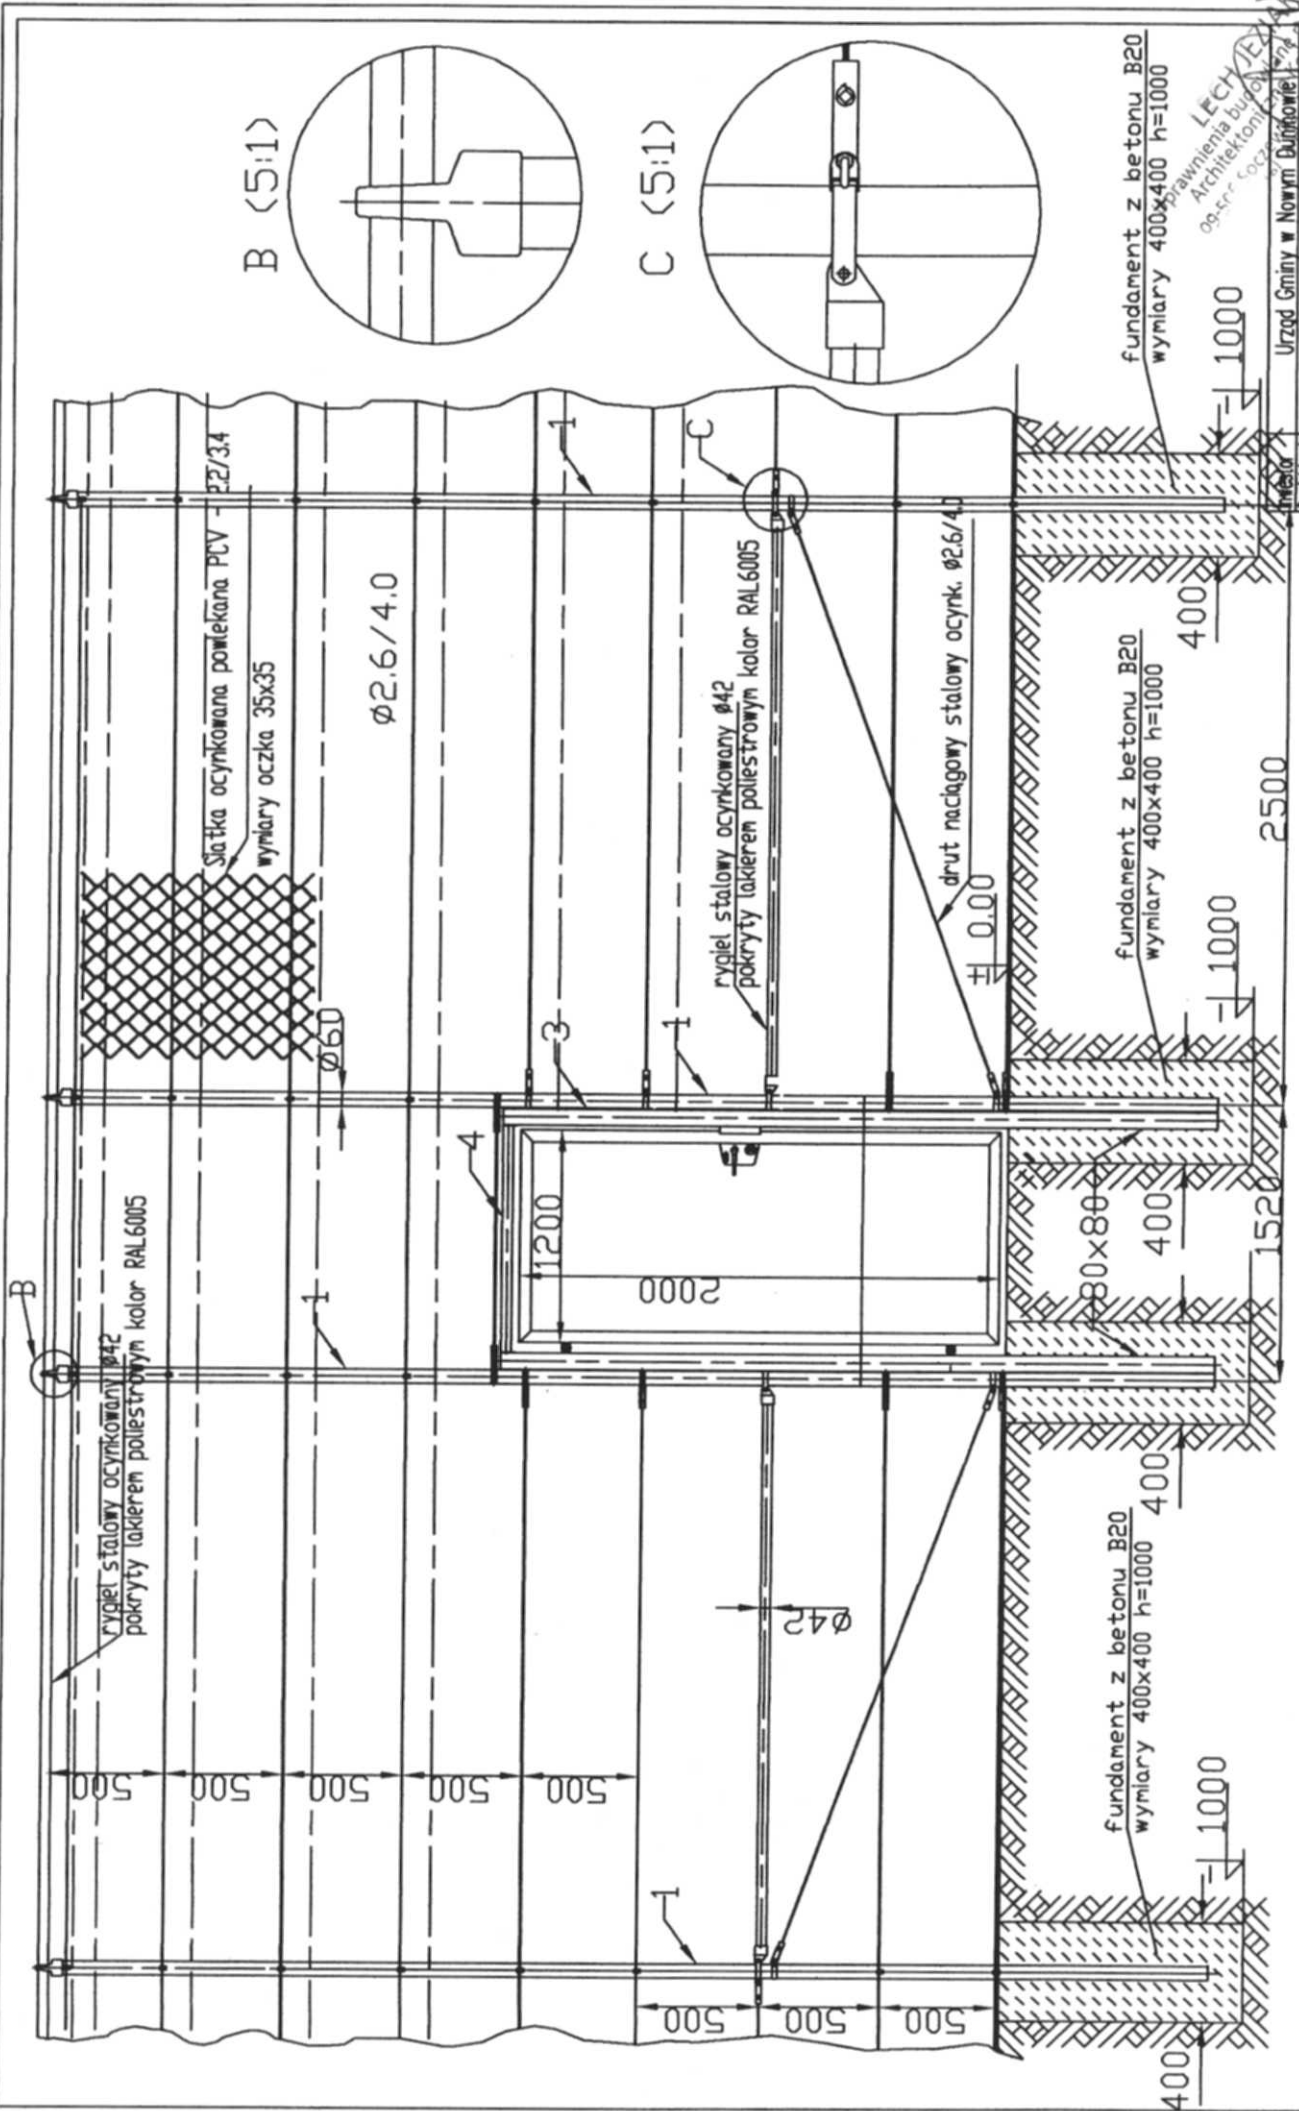 B
rygiel stalowy ocynkowany Ø42
pokryty lakierem poliestrowym kolor RAL6005
Siatka ocynkowana powlekana PCV - 2.2/3.4
wymiary oczka 35x35
B (5:1)
C (5:1)
500
500
500
500
500
1
1
4
3
1
1
C
Ø60
Ø2.6/4.0
1200
2000
Ø42
rygiel stalowy ocynkowany Ø42
pokryty lakierem poliestrowym kolor RAL6005
drut naciągowy stalowy ocynk. Ø2.6/4.0
± 0.00
500
500
500
400
1000
fundament z betonu B20
wymiary 400x400 h=1000
400
80x80
400
1520
1000
fundament z betonu B20
wymiary 400x400 h=1000
2500
400
1000
fundament z betonu B20
wymiary 400x400 h=1000
LECH
Architektoniczne
Inwestor
Urząd Gminy w Nowym Duninowie